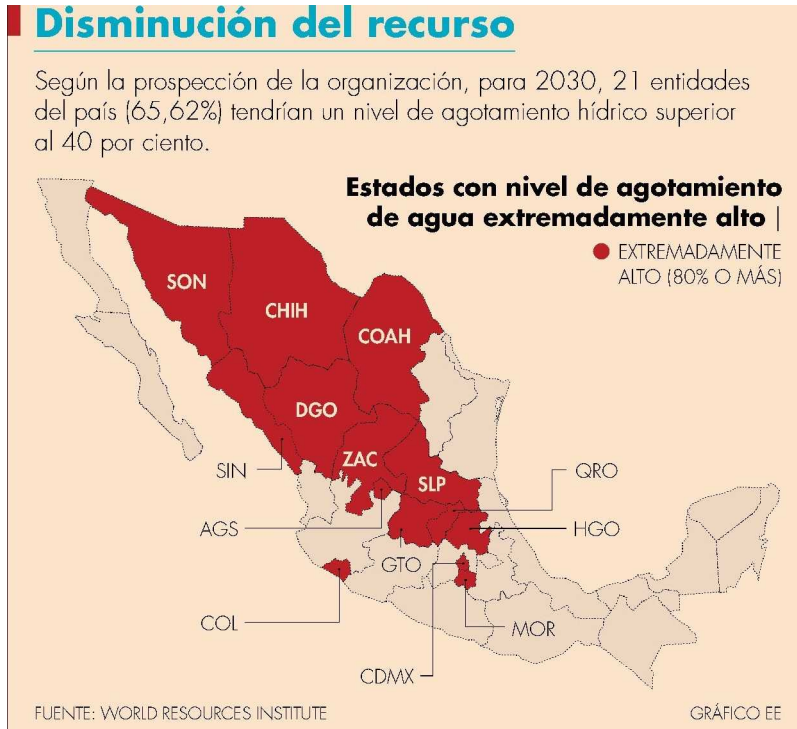 Disminución del recurso
Según la prospección de la organización, para 2030, 21 entidades
del país (65,62%) tendrían un nivel de agotamiento hídrico superior
al 40 por ciento.
Estados con nivel de agotamiento
de agua extremadamente alto |
EXTREMADAMENTE
ALTO (80% O MÁS)
SON
CHIH
COAH
DGO
SIN
ZAC
SLP
QRO
AGS
HGO
GTO
COL
MOR
CDMX
FUENTE: WORLD RESOURCES INSTITUTE
GRÁFICO EE